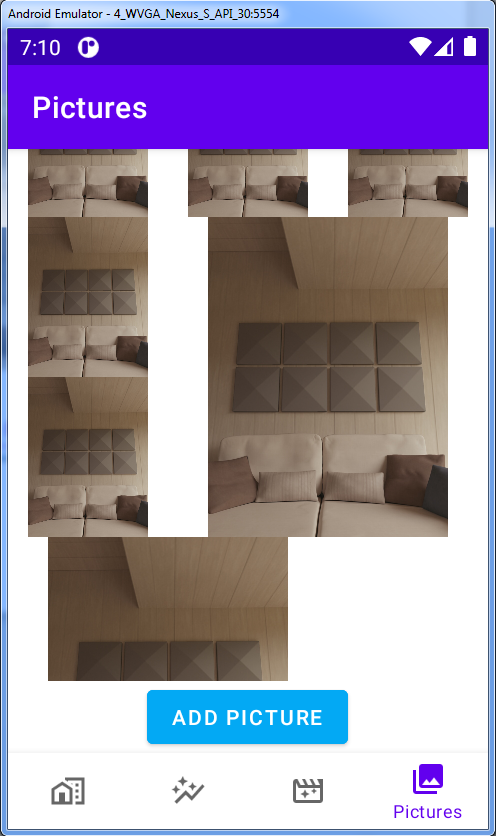 Android Emulator - 4_WVGA_Nexus_S_API_30:5554
7:10
Pictures
ADD PICTURE
Pictures